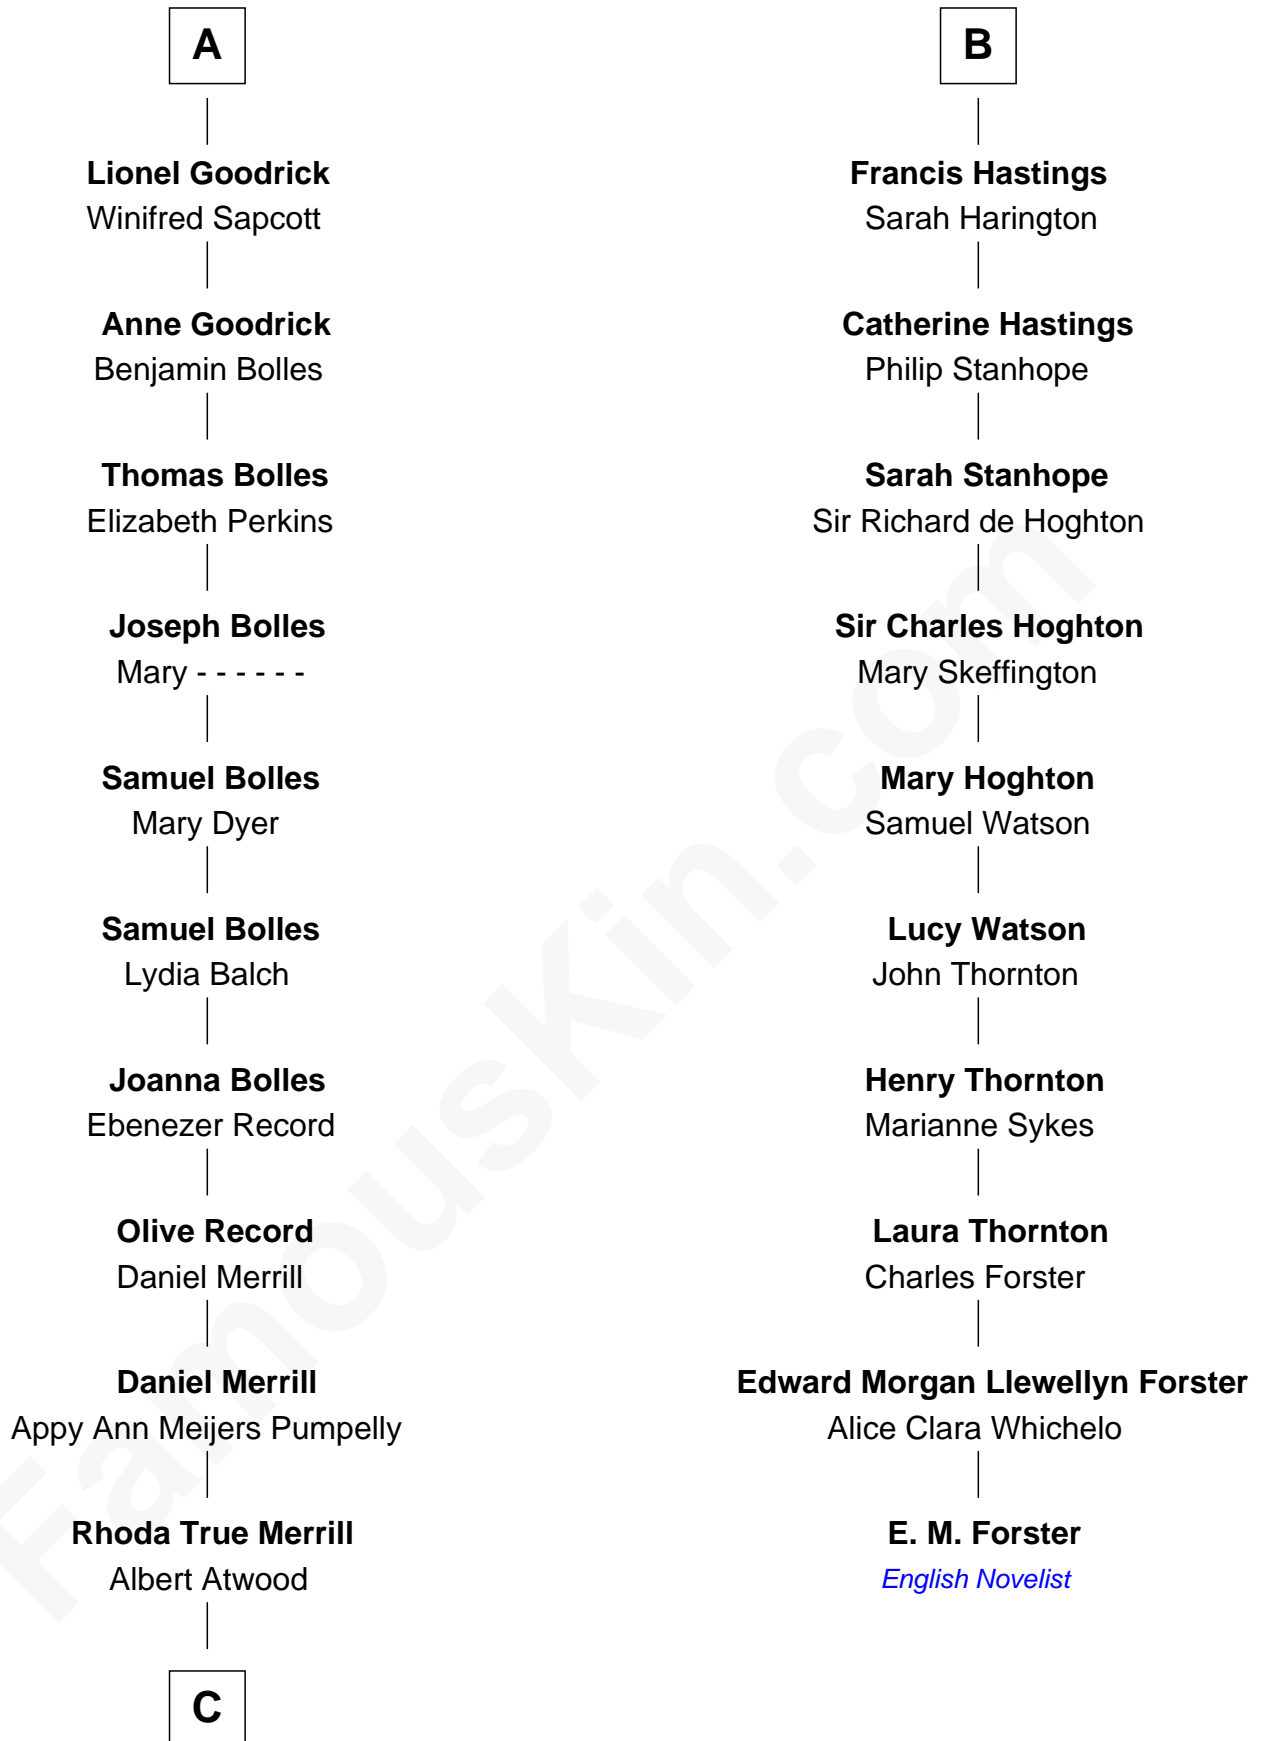 A
Lionel Goodrick
Winifred Sapcott
Anne Goodrick
Benjamin Bolles
Thomas Bolles
Elizabeth Perkins
Joseph Bolles
Mary - - - - - -
Samuel Bolles
Mary Dyer
Samuel Bolles
Lydia Balch
Joanna Bolles
Ebenezer Record
Olive Record
Daniel Merrill
Daniel Merrill
Appy Ann Meijers Pumpelly
Rhoda True Merrill
Albert Atwood
C
B
Francis Hastings
Sarah Harington
Catherine Hastings
Philip Stanhope
Sarah Stanhope
Sir Richard de Hoghton
Sir Charles Hoghton
Mary Skeffington
Mary Hoghton
Samuel Watson
Lucy Watson
John Thornton
Henry Thornton
Marianne Sykes
Laura Thornton
Charles Forster
Edward Morgan Llewellyn Forster
Alice Clara Whichelo
E. M. Forster
English Novelist
FamousKin.com